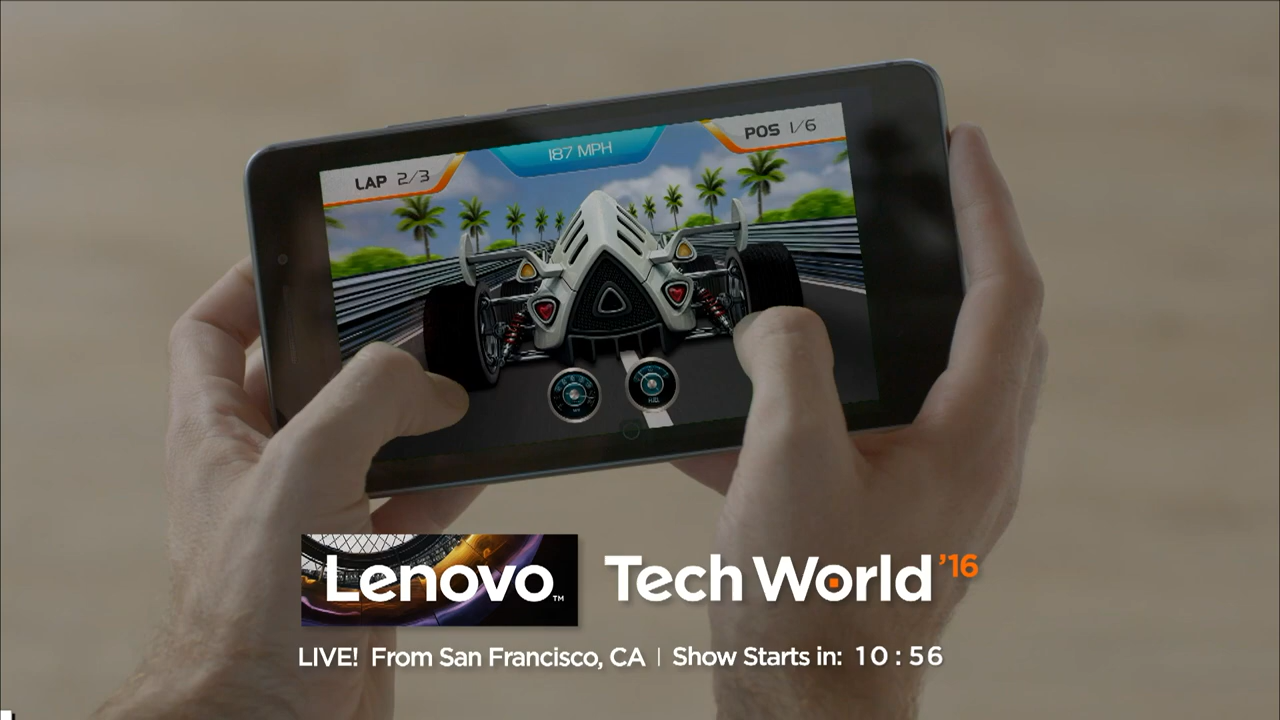 187 MPH
LAP 2/3
POS 1/6
Lenovo™
Tech World '16
LIVE! From San Francisco, CA | Show Starts in: 10:56